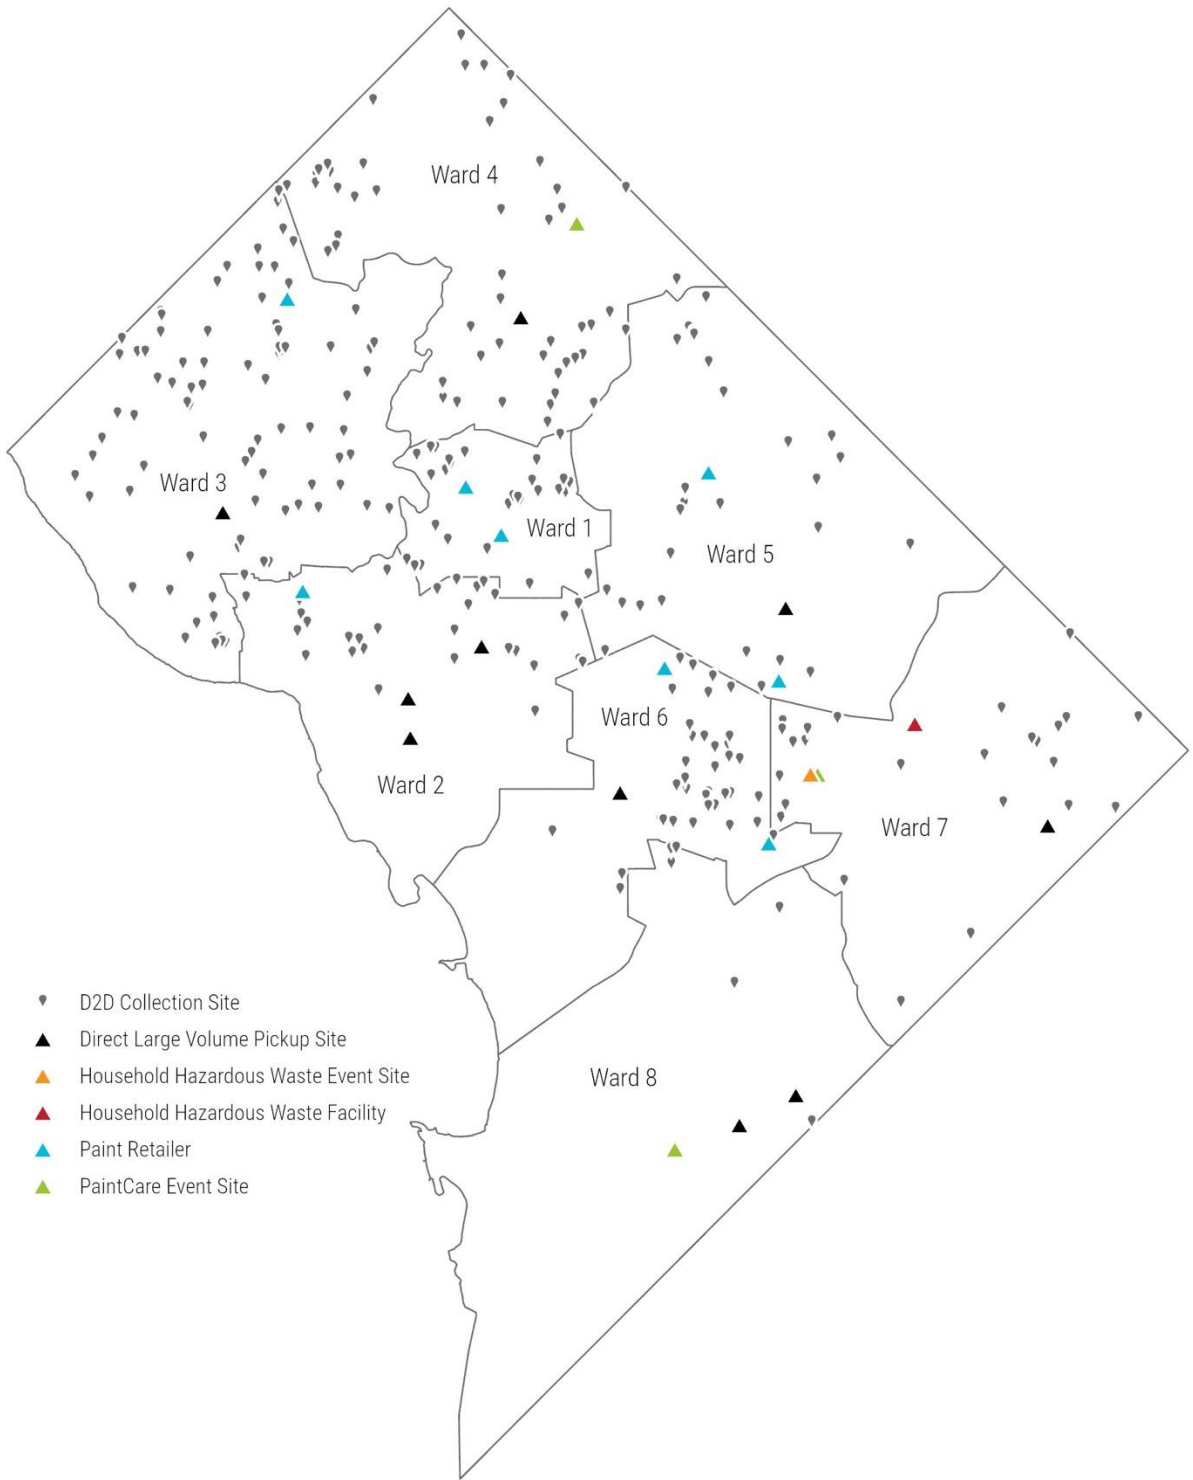 Ward 4
Ward 3
Ward 1
Ward 5
Ward 6
Ward 2
Ward 7
D2D Collection Site
Direct Large Volume Pickup Site
Household Hazardous Waste Event Site
Household Hazardous Waste Facility
Paint Retailer
PaintCare Event Site
Ward 8